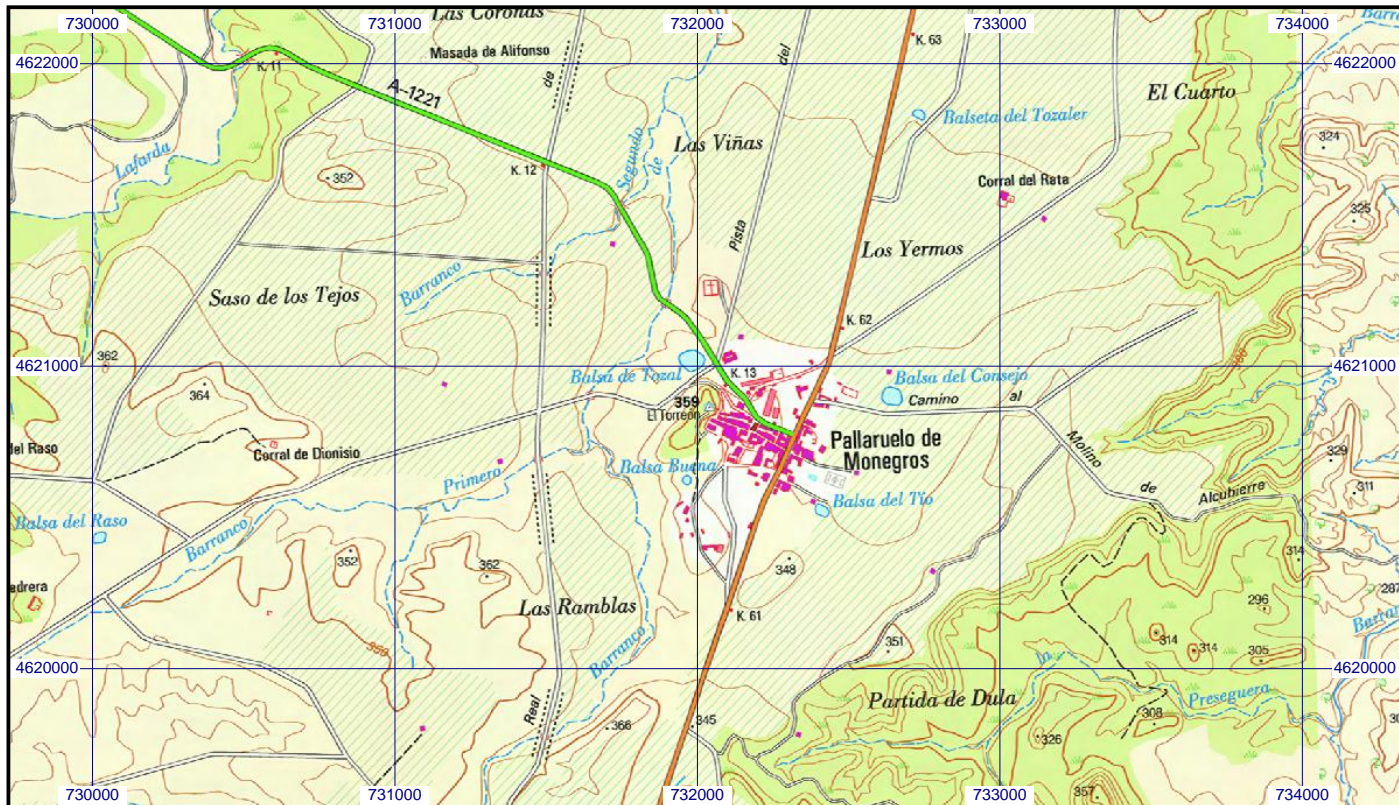 730000
731000
732000
733000
734000
Las Coronas
Masada de Alifonso
de
del
K. 63
4622000
4622000
K. 11
A-1221
El Cuarto
Balseta del Tozaler
Las Viñas
Segundo
de
324
Lafarda
K. 12
352
Corral del Rata
325
Pista
Los Yermos
Barranco
Saso de los Tejos
K. 62
362
4621000
4621000
Balsa de Tozal
K. 13
Balsa del Consejo
364
359
El Torreón
Camino
al
Pallaruelo de
Monegros
Molino
del Raso
Corral de Dionisio
Balsa Buena
Primero
329
311
de
Alcubierre
Balsa del Tío
Balsa del Raso
Barranco
352
362
348
314
287
edrera
Las Ramblas
K. 61
296
314
314
305
350
Barranco
351
4620000
4620000
la
Partida de Dula
Preseguera
Real
366
345
308
326
357
730000
731000
732000
733000
734000